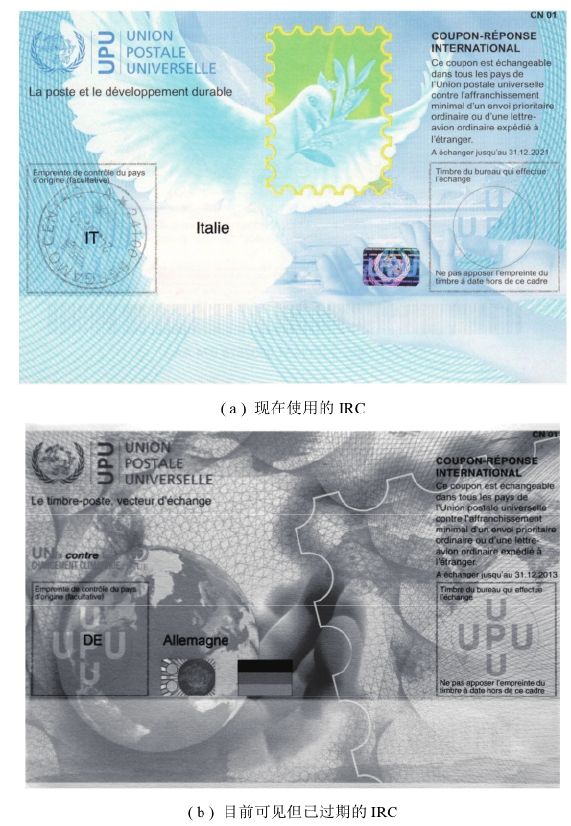 CN 01
UPU
UNION
POSTALE
UNIVERSELLE
La poste et le développement durable
COUPON-RÉPONSE
INTERNATIONAL
Ce coupon est échangeable
dans tous les pays de
l'Union postale universelle
contre l'affranchissement
minimal d'un envoi prioritaire
ordinaire ou d'une lettre-
avion ordinaire expédié à
l'étranger.
A échanger jusqu'au 31.12.2021
Empreinte de contrôle du pays
d'origine (facultative)
IT
Italie
Timbre du bureau qui effectue
l'échange
UPU
U
Ne pas apposer l'empreinte du
timbre à date hors de ce cadre
( a ) 现在使用的 IRC
CN 01
UPU
UNION
POSTALE
UNIVERSELLE
Le timbre-poste, vecteur d'échange
COUPON-RÉPONSE
INTERNATIONAL
Ce coupon est échangeable
dans tous les pays de
l'Union postale universelle
contre l'affranchissement
minimal d'un envoi prioritaire
ordinaire ou d'une lettre-
avion ordinaire expédié à
l'étranger.
A échanger jusqu'au 31.12.2013
contre
Empreinte de contrôle du pays
d'origine (facultative)
UPU
U
DE
Allemagne
Timbre du bureau qui effectue
l'échange
U
UPU
U
Ne pas apposer l'empreinte du
timbre à date hors de ce cadre
( b ) 目前可见但已过期的 IRC